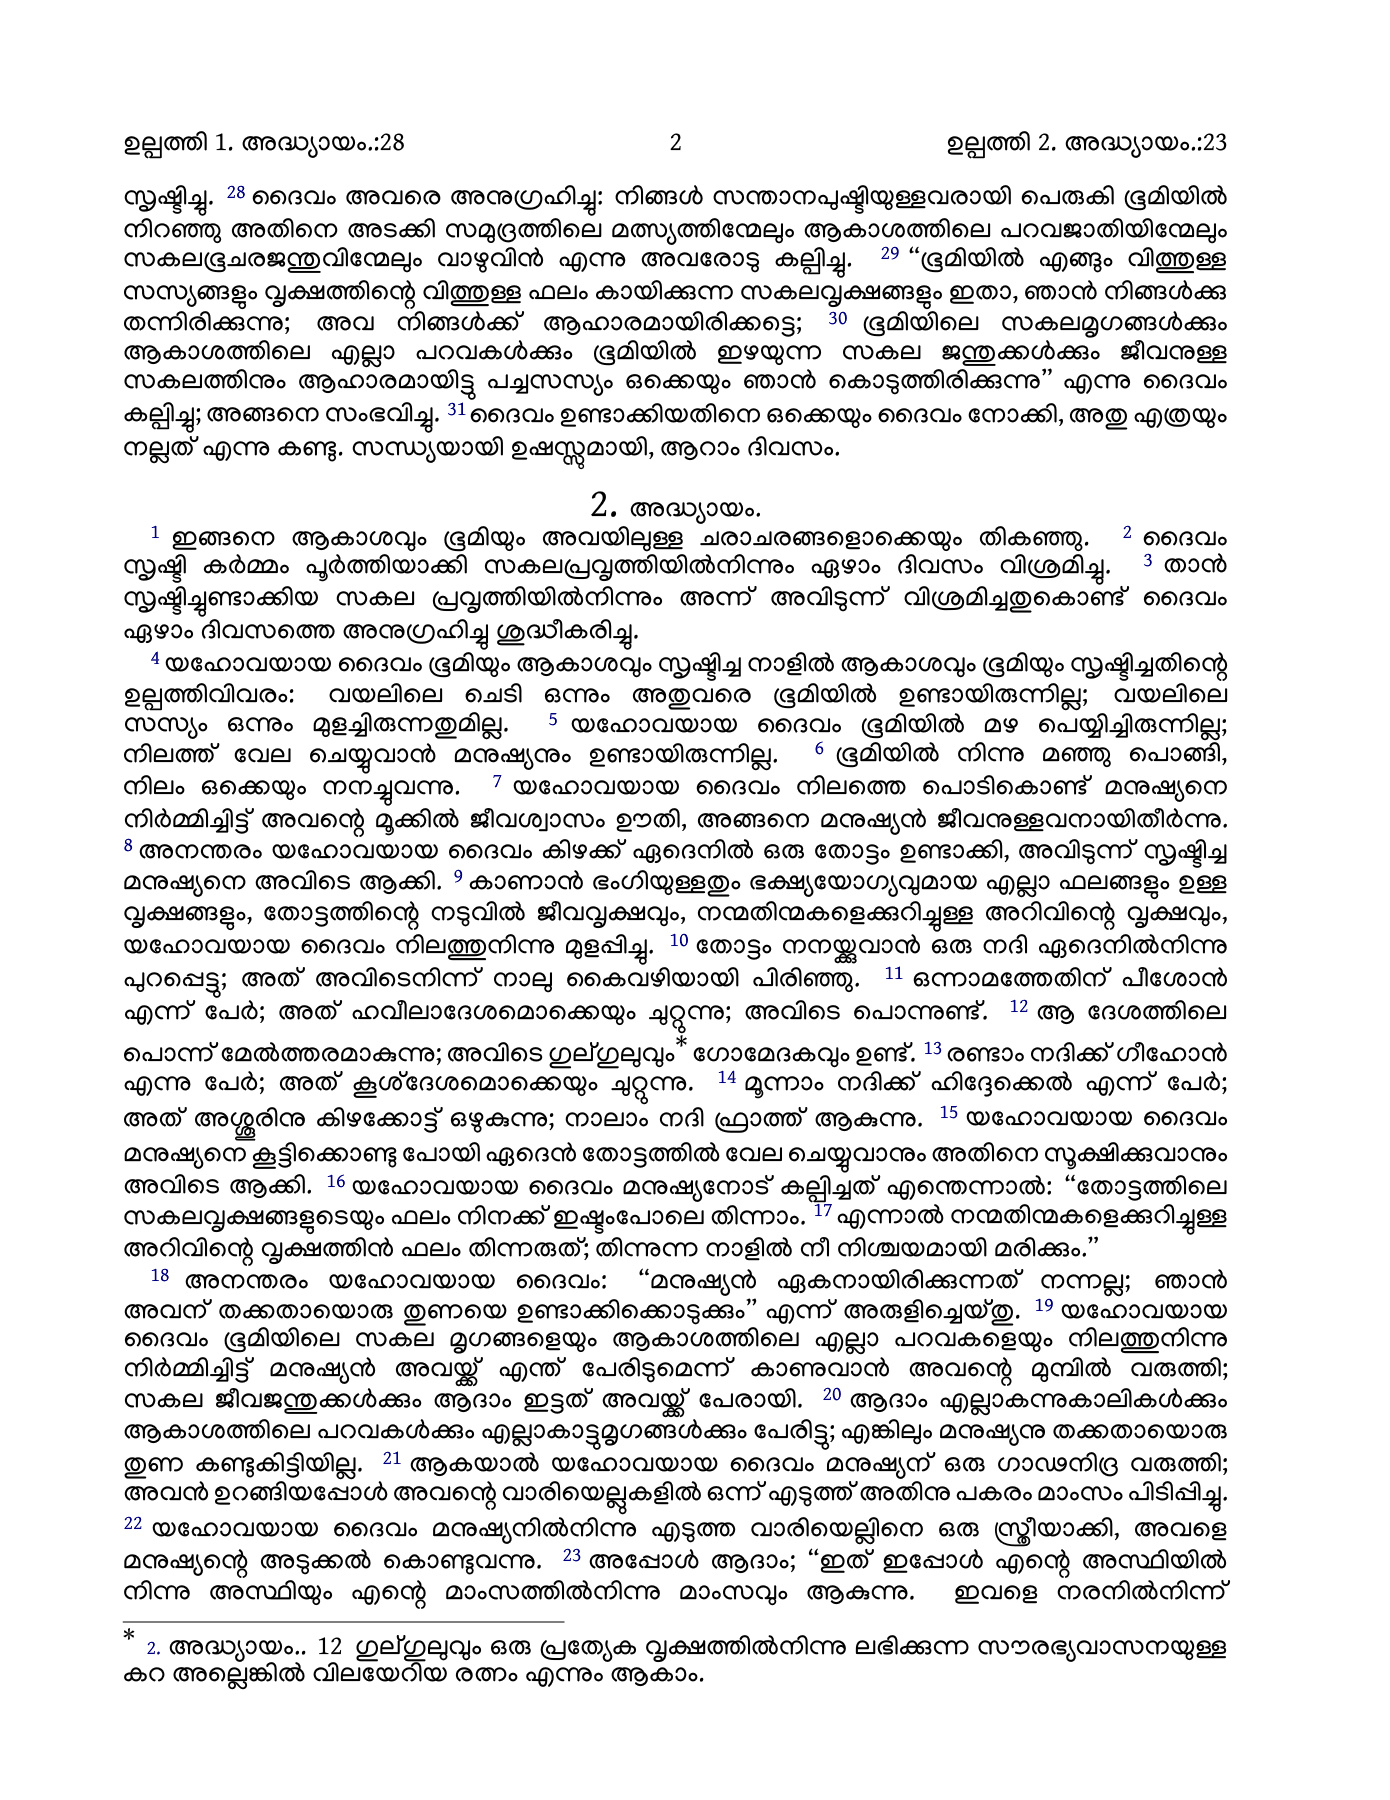 ഉല്പത്തി 1. അദ്ധ്യായം.:28 2 ഉല്പത്തി 2. അദ്ധ്യായം.:23
സൃഷ്ടിച്ചു. 28 ദൈവം അവരെ അനുഗ്രഹിച്ചു: നിങ്ങൾ സന്താനപുഷ്ടിയുള്ളവരായി പെരുകി ഭൂമിയിൽ
നിറഞ്ഞു അതിനെ അടക്കി സമുദ്രത്തിലെ മത്സ്യത്തിന്മേലും ആകാശത്തിലെ പറവജാതിയിന്മേലും
സകലഭൂചരജന്തുവിന്മേലും വാഴുവിൻ എന്നു അവരോടു കല്പിച്ചു. 29 “ഭൂമിയിൽ എങ്ങും വിത്തുള്ള
സസ്യങ്ങളും വൃക്ഷത്തിന്റെ വിത്തുള്ള ഫലം കായിക്കുന്ന സകലവൃക്ഷങ്ങളും ഇതാ, ഞാൻ നിങ്ങൾക്കു
തന്നിരിക്കുന്നു; അവ നിങ്ങൾക്ക് ആഹാരമായിരിക്കട്ടെ; 30 ഭൂമിയിലെ സകലമൃഗങ്ങൾക്കും
ആകാശത്തിലെ എല്ലാ പറവകൾക്കും ഭൂമിയിൽ ഇഴയുന്ന സകല ജന്തുക്കൾക്കും ജീവനുള്ള
സകലത്തിനും ആഹാരമായിട്ടു പച്ചസസ്യം ഒക്കെയും ഞാൻ കൊടുത്തിരിക്കുന്നു” എന്നു ദൈവം
കല്പിച്ചു; അങ്ങനെ സംഭവിച്ചു. 31 ദൈവം ഉണ്ടാക്കിയതിനെ ഒക്കെയും ദൈവം നോക്കി, അതു എത്രയും
നല്ലത് എന്നു കണ്ടു. സന്ധ്യയായി ഉഷസ്സുമായി, ആറാം ദിവസം.
2. അദ്ധ്യായം.
1 ഇങ്ങനെ ആകാശവും ഭൂമിയും അവയിലുള്ള ചരാചരങ്ങളൊക്കെയും തികഞ്ഞു. 2 ദൈവം
സൃഷ്ടി കർമ്മം പൂർത്തിയാക്കി സകലപ്രവൃത്തിയിൽനിന്നും ഏഴാം ദിവസം വിശ്രമിച്ചു. 3 താൻ
സൃഷ്ടിച്ചുണ്ടാക്കിയ സകല പ്രവൃത്തിയിൽനിന്നും അന്ന് അവിടുന്ന് വിശ്രമിച്ചതുകൊണ്ട് ദൈവം
ഏഴാം ദിവസത്തെ അനുഗ്രഹിച്ചു ശുദ്ധീകരിച്ചു.
4 യഹോവയായ ദൈവം ഭൂമിയും ആകാശവും സൃഷ്ടിച്ച നാളിൽ ആകാശവും ഭൂമിയും സൃഷ്ടിച്ചതിന്റെ
ഉല്പത്തിവിവരം: വയലിലെ ചെടി ഒന്നും അതുവരെ ഭൂമിയിൽ ഉണ്ടായിരുന്നില്ല; വയലിലെ
സസ്യം ഒന്നും മുളച്ചിരുന്നതുമില്ല. 5 യഹോവയായ ദൈവം ഭൂമിയിൽ മഴ പെയ്യിച്ചിരുന്നില്ല;
നിലത്ത് വേല ചെയ്യുവാൻ മനുഷ്യനും ഉണ്ടായിരുന്നില്ല. 6 ഭൂമിയിൽ നിന്നു മഞ്ഞു പൊങ്ങി,
നിലം ഒക്കെയും നനച്ചുവന്നു. 7 യഹോവയായ ദൈവം നിലത്തെ പൊടികൊണ്ട് മനുഷ്യനെ
നിർമ്മിച്ചിട്ട് അവന്റെ മൂക്കിൽ ജീവശ്വാസം ഊതി, അങ്ങനെ മനുഷ്യൻ ജീവനുള്ളവനായിതീർന്നു.
8 അനന്തരം യഹോവയായ ദൈവം കിഴക്ക് ഏദെനിൽ ഒരു തോട്ടം ഉണ്ടാക്കി, അവിടുന്ന് സൃഷ്ടിച്ച
മനുഷ്യനെ അവിടെ ആക്കി. 9 കാണാൻ ഭംഗിയുള്ളതും ഭക്ഷ്യയോഗ്യവുമായ എല്ലാ ഫലങ്ങളും ഉള്ള
വൃക്ഷങ്ങളും, തോട്ടത്തിന്റെ നടുവിൽ ജീവവൃക്ഷവും, നന്മതിന്മകളെക്കുറിച്ചുള്ള അറിവിന്റെ വൃക്ഷവും,
യഹോവയായ ദൈവം നിലത്തുനിന്നു മുളപ്പിച്ചു. 10 തോട്ടം നനയ്ക്കുവാൻ ഒരു നദി ഏദെനിൽനിന്നു
പുറപ്പെട്ടു; അത് അവിടെനിന്ന് നാലു കൈവഴിയായി പിരിഞ്ഞു. 11 ഒന്നാമത്തേതിന് പീശോൻ
എന്ന് പേർ; അത് ഹവീലാദേശമൊക്കെയും ചുറ്റുന്നു; അവിടെ പൊന്നുണ്ട്. 12 ആ ദേശത്തിലെ
പൊന്ന് മേൽത്തരമാകുന്നു; അവിടെ ഗുല്ഗുലുവും* ഗോമേദകവും ഉണ്ട്. 13 രണ്ടാം നദിക്ക് ഗീഹോൻ
എന്നു പേർ; അത് കൂശ്ദേശമൊക്കെയും ചുറ്റുന്നു. 14 മൂന്നാം നദിക്ക് ഹിദ്ദേക്കെൽ എന്ന് പേർ;
അത് അശ്ശൂരിനു കിഴക്കോട്ട് ഒഴുകുന്നു; നാലാം നദി ഫ്രാത്ത് ആകുന്നു. 15 യഹോവയായ ദൈവം
മനുഷ്യനെ കൂട്ടിക്കൊണ്ടു പോയി ഏദെൻ തോട്ടത്തിൽ വേല ചെയ്യുവാനും അതിനെ സൂക്ഷിക്കുവാനും
അവിടെ ആക്കി. 16 യഹോവയായ ദൈവം മനുഷ്യനോട് കല്പിച്ചത് എന്തെന്നാൽ: “തോട്ടത്തിലെ
സകലവൃക്ഷങ്ങളുടെയും ഫലം നിനക്ക് ഇഷ്ടംപോലെ തിന്നാം. 17 എന്നാൽ നന്മതിന്മകളെക്കുറിച്ചുള്ള
അറിവിന്റെ വൃക്ഷത്തിൻ ഫലം തിന്നരുത്; തിന്നുന്ന നാളിൽ നീ നിശ്ചയമായി മരിക്കും.”
18 അനന്തരം യഹോവയായ ദൈവം: “മനുഷ്യൻ ഏകനായിരിക്കുന്നത് നന്നല്ല; ഞാൻ
അവന് തക്കതായൊരു തുണയെ ഉണ്ടാക്കിക്കൊടുക്കും” എന്ന് അരുളിച്ചെയ്തു. 19 യഹോവയായ
ദൈവം ഭൂമിയിലെ സകല മൃഗങ്ങളെയും ആകാശത്തിലെ എല്ലാ പറവകളെയും നിലത്തുനിന്നു
നിർമ്മിച്ചിട്ട് മനുഷ്യൻ അവയ്ക്ക് എന്ത് പേരിടുമെന്ന് കാണുവാൻ അവന്റെ മുമ്പിൽ വരുത്തി;
സകല ജീവജന്തുക്കൾക്കും ആദാം ഇട്ടത് അവയ്ക്ക് പേരായി. 20 ആദാം എല്ലാകന്നുകാലികൾക്കും
ആകാശത്തിലെ പറവകൾക്കും എല്ലാകാട്ടുമൃഗങ്ങൾക്കും പേരിട്ടു; എങ്കിലും മനുഷ്യനു തക്കതായൊരു
തുണ കണ്ടുകിട്ടിയില്ല. 21 ആകയാൽ യഹോവയായ ദൈവം മനുഷ്യന് ഒരു ഗാഢനിദ്ര വരുത്തി;
അവൻ ഉറങ്ങിയപ്പോൾ അവന്റെ വാരിയെല്ലുകളിൽ ഒന്ന് എടുത്ത് അതിനു പകരം മാംസം പിടിപ്പിച്ചു.
22 യഹോവയായ ദൈവം മനുഷ്യനിൽനിന്നു എടുത്ത വാരിയെല്ലിനെ ഒരു സ്ത്രീയാക്കി, അവളെ
മനുഷ്യന്റെ അടുക്കൽ കൊണ്ടുവന്നു. 23 അപ്പോൾ ആദാം; “ഇത് ഇപ്പോൾ എന്റെ അസ്ഥിയിൽ
നിന്നു അസ്ഥിയും എന്റെ മാംസത്തിൽനിന്നു മാംസവും ആകുന്നു. ഇവളെ നരനിൽനിന്ന്
* 2. അദ്ധ്യായം.. 12 ഗുല്ഗുലുവും ഒരു പ്രത്യേക വൃക്ഷത്തിൽനിന്നു ലഭിക്കുന്ന സൗരഭ്യവാസനയുള്ള
കറ അല്ലെങ്കിൽ വിലയേറിയ രത്നം എന്നും ആകാം.